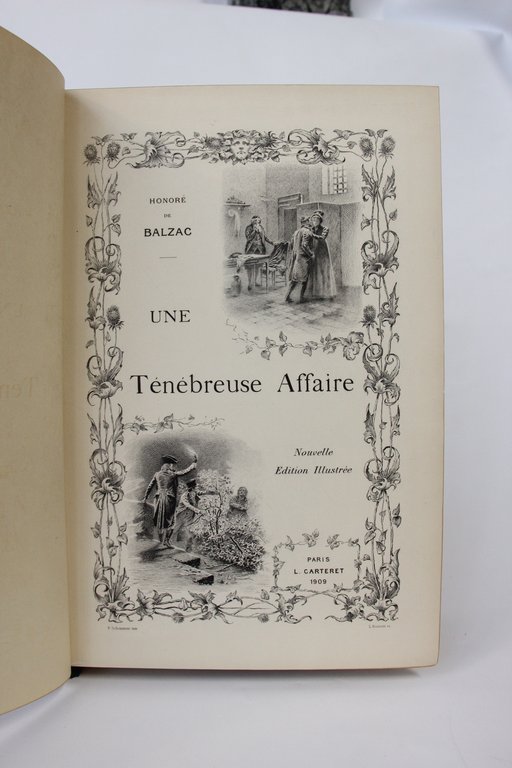 HONORÉ
DE
BALZAC
UNE
Ténébreuse Affaire
Nouvelle
Edition Illustrée
PARIS
L. CARTERET
1909